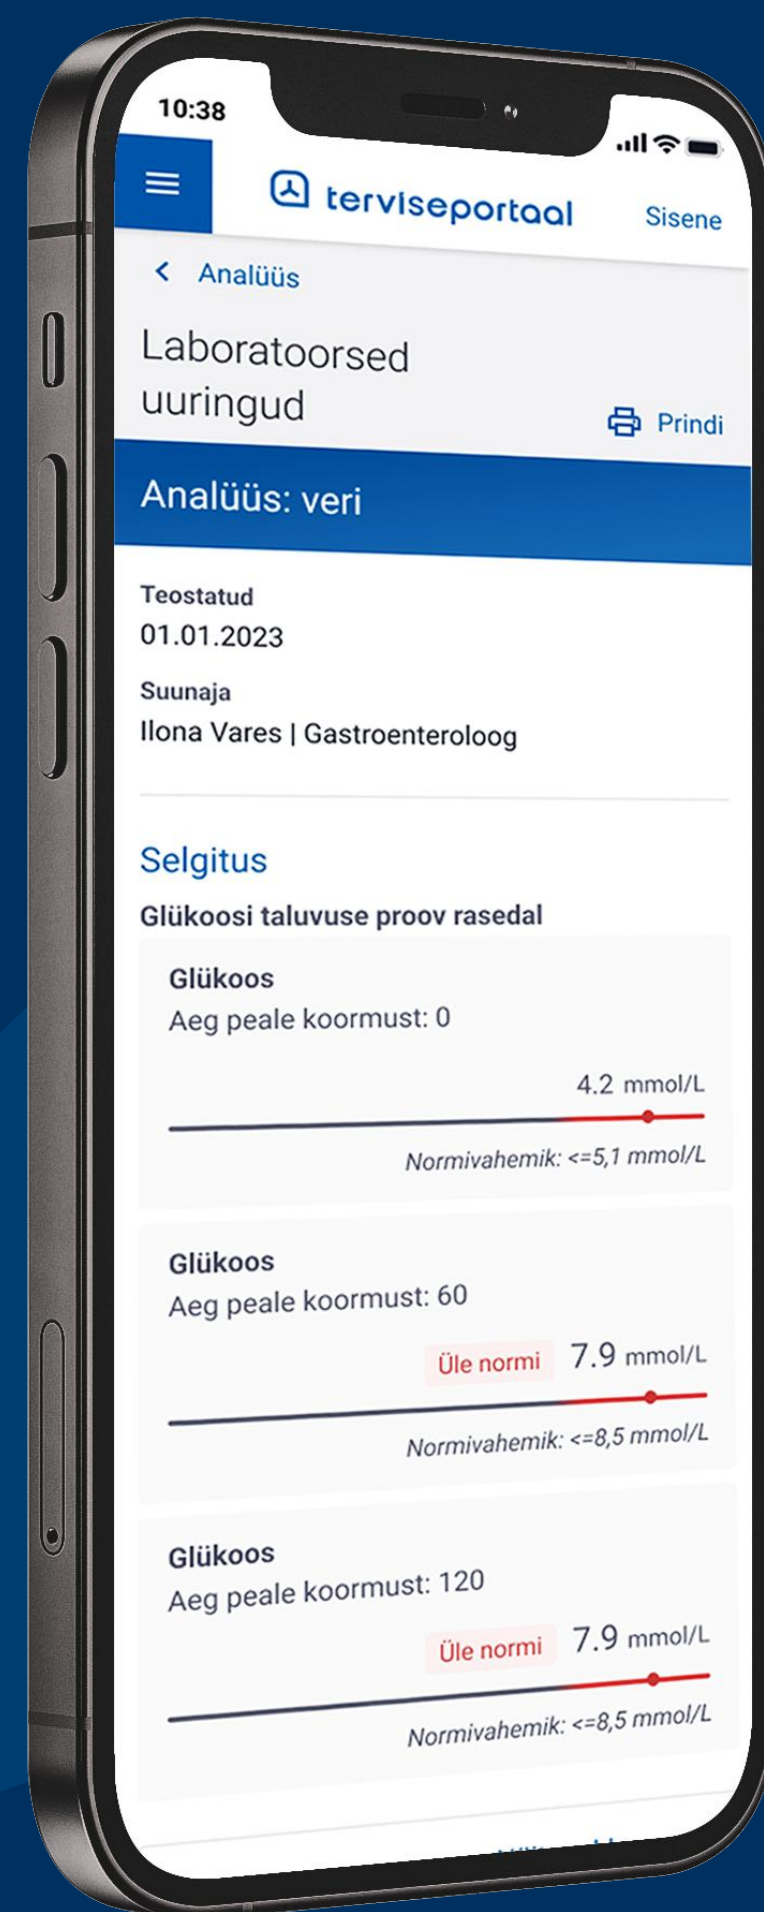 10:38
terviseportaal
Sisene
Analüüs
Laboratoorsed
uuringud
Prindi
Analüüs: veri
Teostatud
01.01.2023
Suunaja
Ilona Vares | Gastroenteroloog
Selgitus
Glükoosi taluvuse proov rasedal
Glükoos
Aeg peale koormust: 0
4.2 mmol/L
Normivahemik: <=5,1 mmol/L
Glükoos
Aeg peale koormust: 60
Üle normi 7.9 mmol/L
Normivahemik: <=8,5 mmol/L
Glükoos
Aeg peale koormust: 120
Üle normi 7.9 mmol/L
Normivahemik: <=8,5 mmol/L